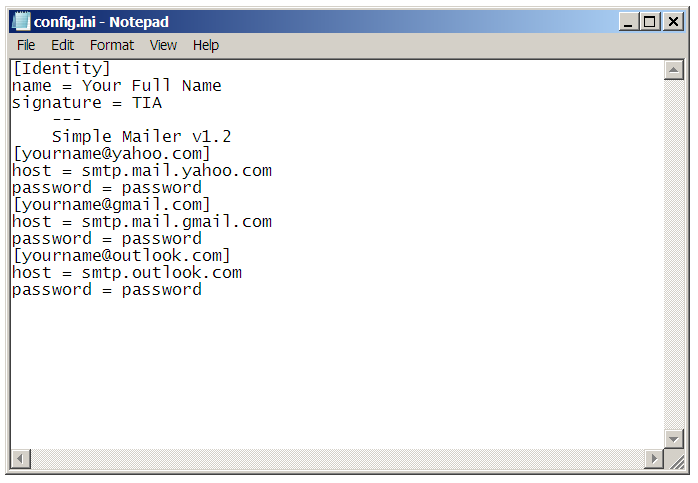 config.ini - Notepad
File Edit Format View Help
[Identity]
name = Your Full Name
signature = TIA
    ---
    Simple Mailer v1.2
[yourname@yahoo.com]
host = smtp.mail.yahoo.com
password = password
[yourname@gmail.com]
host = smtp.mail.gmail.com
password = password
[yourname@outlook.com]
host = smtp.outlook.com
password = password